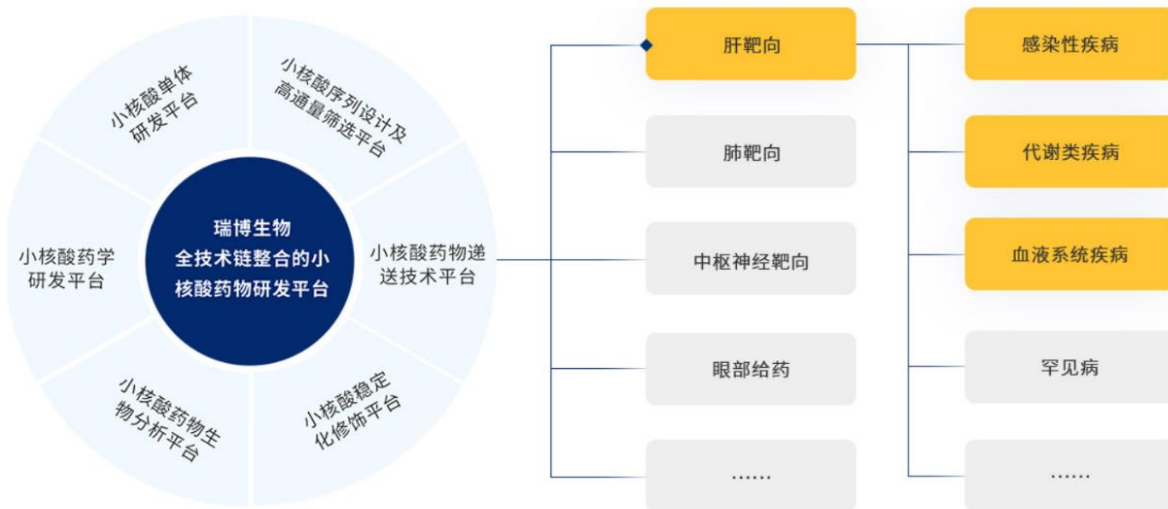 小核酸单体
研发平台
小核酸序列设计及
高通量筛选平台
小核酸药学
研发平台
瑞博生物
全技术链整合的小
核酸药物研发平台
小核酸药物递
送技术平台
小核酸药物生
物分析平台
小核酸稳定
化修饰平台
肝靶向
肺靶向
中枢神经靶向
眼部给药
……
感染性疾病
代谢类疾病
血液系统疾病
罕见病
……